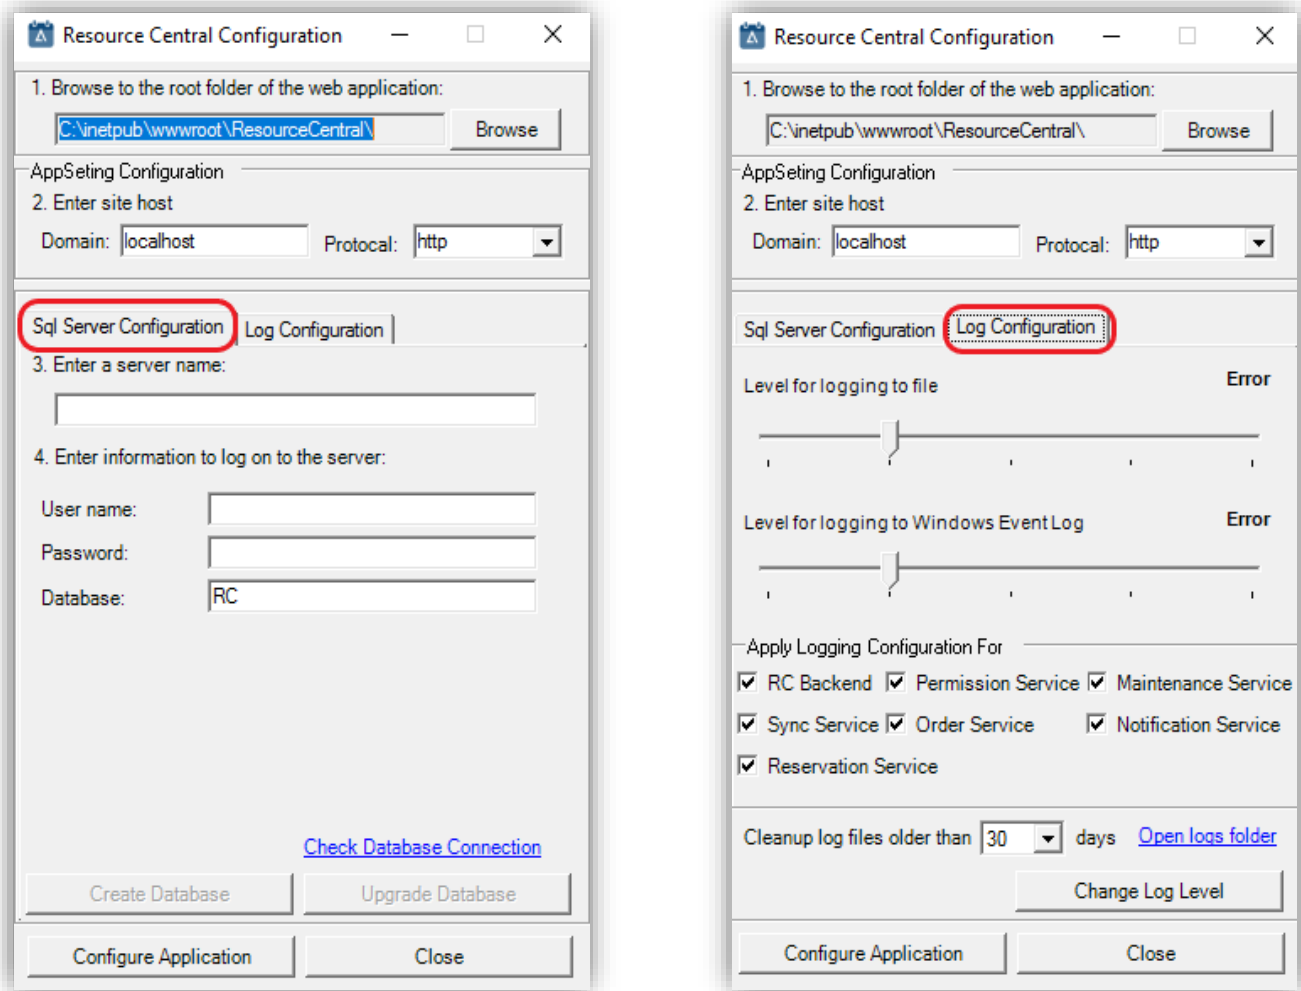 Resource Central Configuration
1. Browse to the root folder of the web application:
C:\inetpub\wwwroot\ResourceCentral\ Browse
AppSeting Configuration
2. Enter site host
Domain: localhost Protocal: http
Sql Server Configuration Log Configuration
3. Enter a server name:
4. Enter information to log on to the server:
User name:
Password:
Database: RC
Check Database Connection
Create Database Upgrade Database
Configure Application Close
Resource Central Configuration
1. Browse to the root folder of the web application:
C:\inetpub\wwwroot\ResourceCentral\ Browse
AppSeting Configuration
2. Enter site host
Domain: localhost Protocal: http
Sql Server Configuration Log Configuration
Level for logging to file Error
Level for logging to Windows Event Log Error
Apply Logging Configuration For
RC Backend Permission Service Maintenance Service
Sync Service Order Service Notification Service
Reservation Service
Cleanup log files older than 30 days Open logs folder
Change Log Level
Configure Application Close